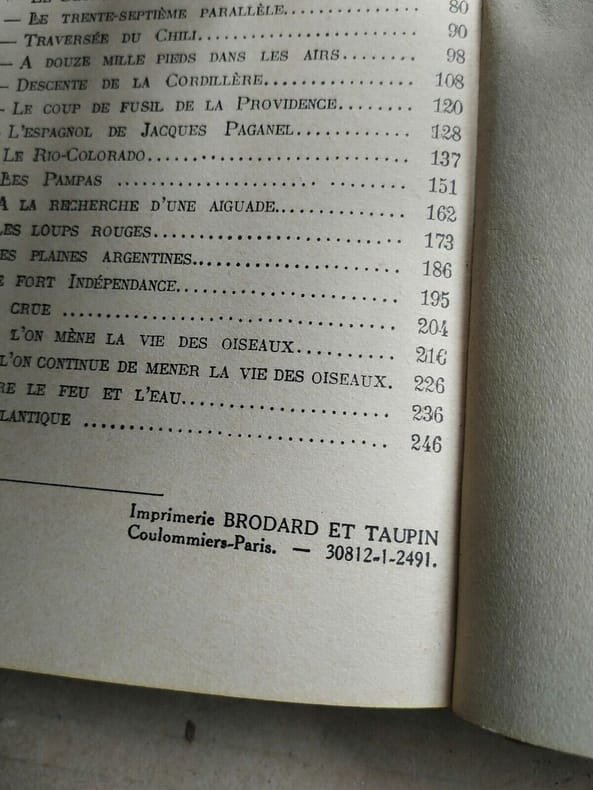 — LE TRENTE-SEPTIÈME PARALLÈLE............... 80
— TRAVERSÉE DU CHILI........................ 90
— A DOUZE MILLE PIEDS DANS LES AIRS........ 98
— DESCENTE DE LA CORDILLÈRE................ 108
— LE COUP DE FUSIL DE LA PROVIDENCE........ 120
L'ESPAGNOL DE JACQUES PAGANEL............ 128
LE RIO-COLORADO........................... 137
LES PAMPAS ............................... 151
A LA RECHERCHE D'UNE AIGUADE.............. 162
LES LOUPS ROUGES.......................... 173
ES PLAINES ARGENTINES..................... 186
E FORT INDÉPENDANCE....................... 195
CRUE ..................................... 204
L'ON MÈNE LA VIE DES OISEAUX.......... 216
L'ON CONTINUE DE MENER LA VIE DES OISEAUX. 226
RE LE FEU ET L'EAU........................ 236
LANTIQUE ................................. 246
Imprimerie BRODARD ET TAUPIN
Coulommiers-Paris. — 30812-1-2491.